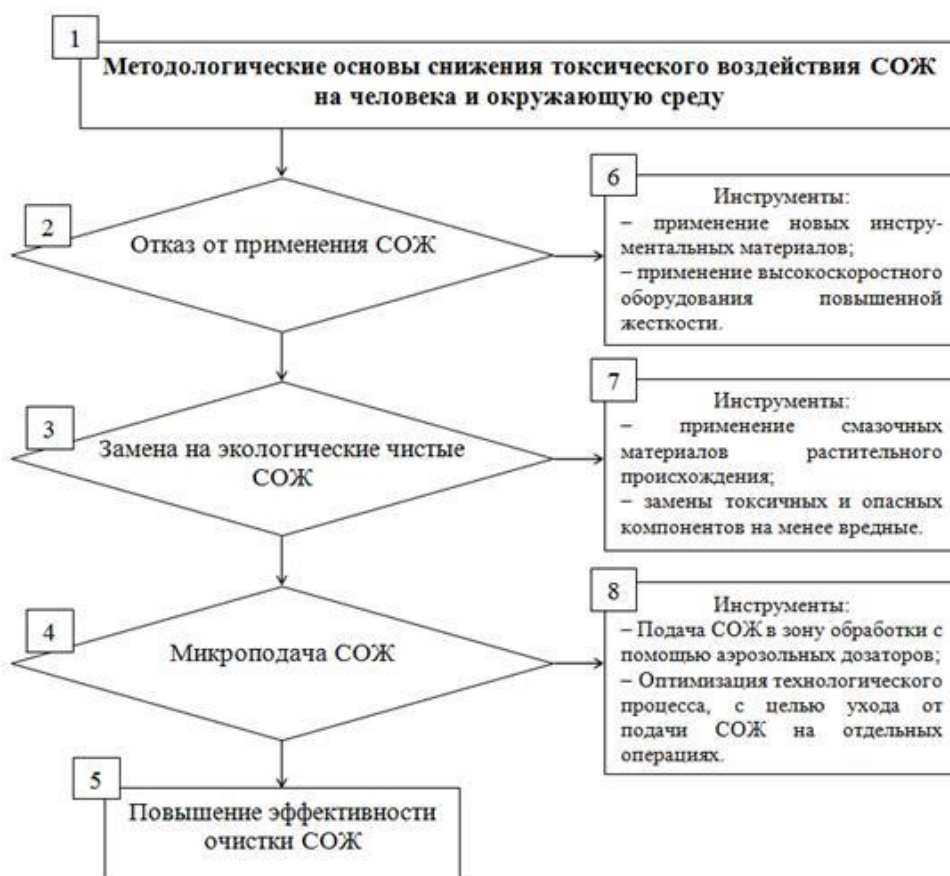 1
Методологические основы снижения токсического воздействия СОЖ
на человека и окружающую среду
2
Отказ от применения СОЖ
6
Инструменты:
– применение новых инстру-
ментальных материалов;
– применение высокоскоростного
оборудования повышенной
жесткости.
3
Замена на экологические чистые
СОЖ
7
Инструменты:
– применение смазочных
материалов растительного
происхождения;
– замены токсичных и опасных
компонентов на менее вредные.
4
Микроподача СОЖ
8
Инструменты:
– Подача СОЖ в зону обработки с
помощью аэрозольных дозаторов;
– Оптимизация технологического
процесса, с целью ухода от
подачи СОЖ на отдельных
операциях.
5
Повышение эффективности
очистки СОЖ